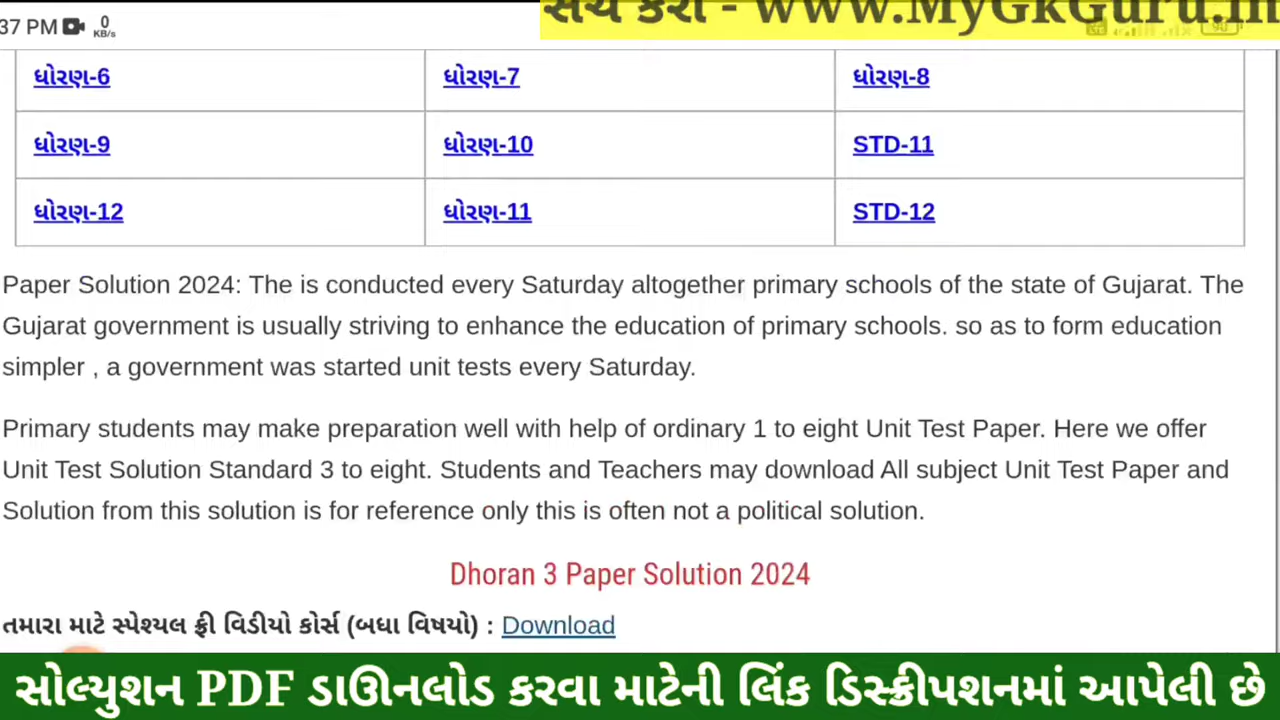 37 PM 0 KB/s
સર્ચ કરો - www.MyGkGuru.in
ધોરણ-6 ધોરણ-7 ધોરણ-8
ધોરણ-9 ધોરણ-10 STD-11
ધોરણ-12 ધોરણ-11 STD-12
Paper Solution 2024: The is conducted every Saturday altogether primary schools of the state of Gujarat. The
Gujarat government is usually striving to enhance the education of primary schools. so as to form education
simpler , a government was started unit tests every Saturday.
Primary students may make preparation well with help of ordinary 1 to eight Unit Test Paper. Here we offer
Unit Test Solution Standard 3 to eight. Students and Teachers may download All subject Unit Test Paper and
Solution from this solution is for reference only this is often not a political solution.
Dhoran 3 Paper Solution 2024
તમારા માટે સ્પેશ્યલ ફ્રી વિડીયો કોર્સ (બધા વિષયો) : Download
સોલ્યુશન PDF ડાઊનલોડ કરવા માટેની લિંક ડિસ્ક્રીપશનમાં આપેલી છે